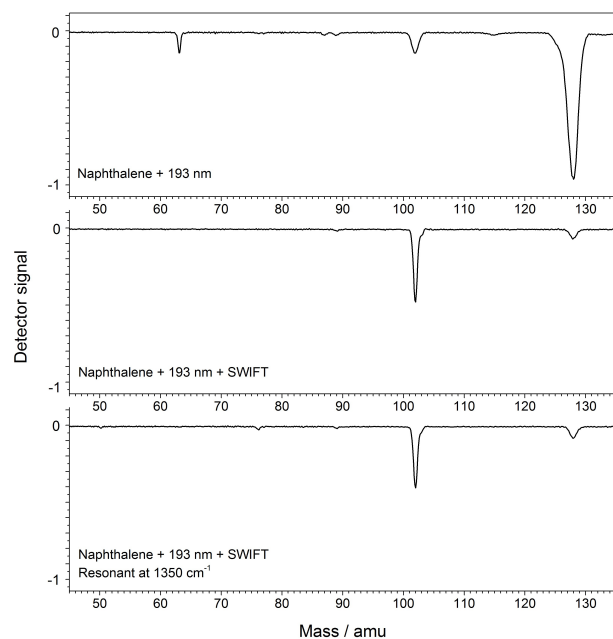 0
-1
Naphthalene + 193 nm
50 60 70 80 90 100 110 120 130
0
-1
Naphthalene + 193 nm + SWIFT
50 60 70 80 90 100 110 120 130
0
-1
Naphthalene + 193 nm + SWIFT
Resonant at 1350 cm⁻¹
50 60 70 80 90 100 110 120 130
Detector signal
Mass / amu